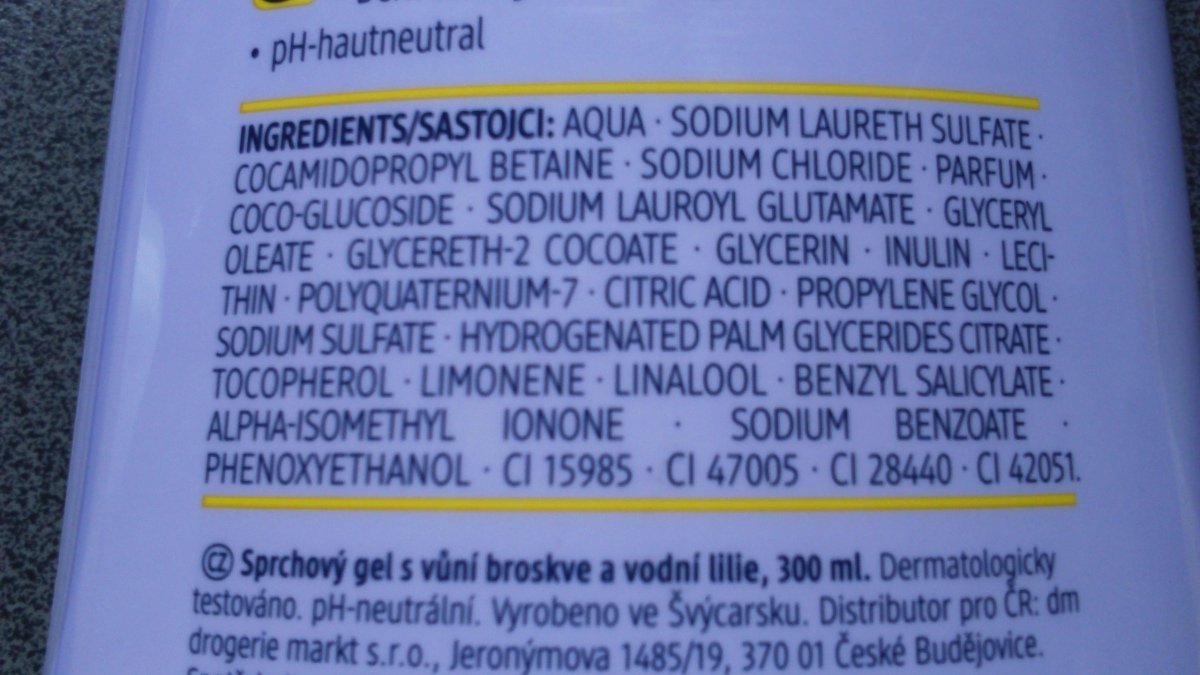 • pH-hautneutral
INGREDIENTS/SASTOJCI: AQUA · SODIUM LAURETH SULFATE ·
COCAMIDOPROPYL BETAINE · SODIUM CHLORIDE · PARFUM ·
COCO-GLUCOSIDE · SODIUM LAUROYL GLUTAMATE · GLYCERYL
OLEATE · GLYCERETH-2 COCOATE · GLYCERIN · INULIN · LECI-
THIN · POLYQUATERNIUM-7 · CITRIC ACID · PROPYLENE GLYCOL ·
SODIUM SULFATE · HYDROGENATED PALM GLYCERIDES CITRATE ·
TOCOPHEROL · LIMONENE · LINALOOL · BENZYL SALICYLATE ·
ALPHA-ISOMETHYL IONONE · SODIUM BENZOATE ·
PHENOXYETHANOL · CI 15985 · CI 47005 · CI 28440 · CI 42051.
CZ Sprchový gel s vůní broskve a vodní lilie, 300 ml. Dermatologicky
testováno. pH-neutrální. Vyrobeno ve Švýcarsku. Distributor pro ČR: dm
drogerie markt s.r.o., Jeronýmova 1485/19, 370 01 České Budějovice.